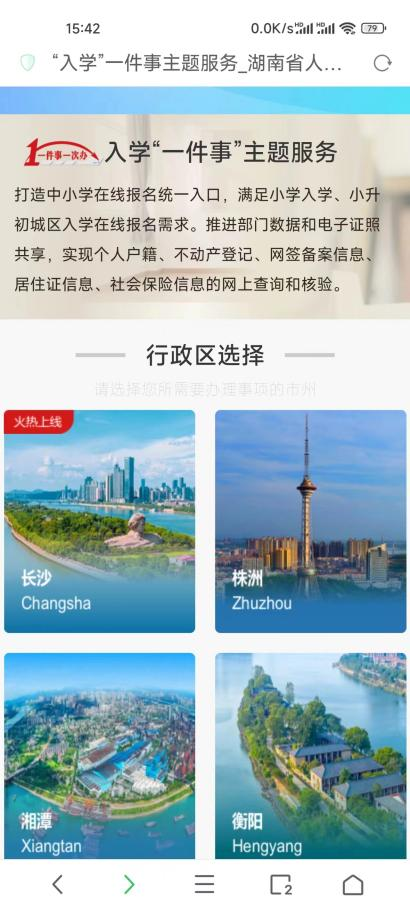 15:42
0.0K/s
HD
HD
79
“入学”一件事主题服务_湖南省人...
1一件事一次办
入学“一件事”主题服务
打造中小学在线报名统一入口，满足小学入学、小升
初城区入学在线报名需求。推进部门数据和电子证照
共享，实现个人户籍、不动产登记、网签备案信息、
居住证信息、社会保险信息的网上查询和核验。
行政区选择
请选择您所需要办理事项的市州
火热上线
长沙
Changsha
株洲
Zhuzhou
湘潭
Xiangtan
衡阳
Hengyang
2